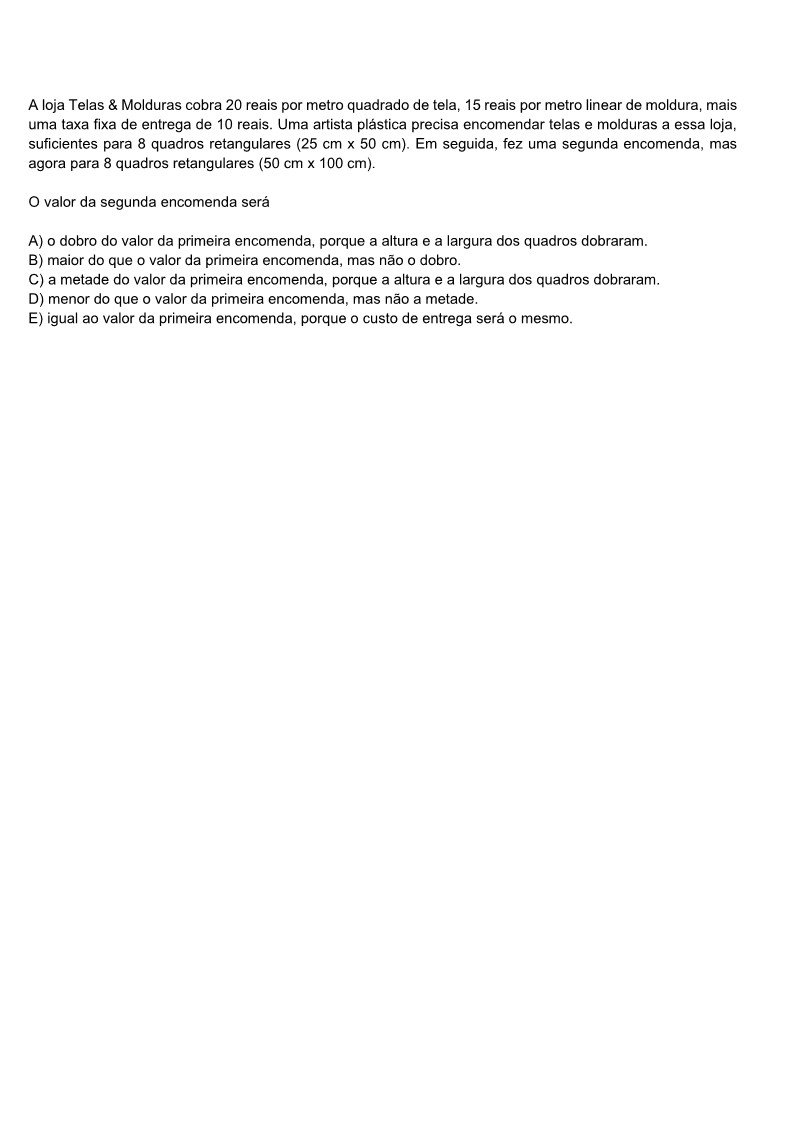 A loja Telas & Molduras cobra 20 reais por metro quadrado de tela, 15 reais por metro linear de moldura, mais
uma taxa fixa de entrega de 10 reais. Uma artista plástica precisa encomendar telas e molduras a essa loja,
suficientes para 8 quadros retangulares (25 cm x 50 cm). Em seguida, fez uma segunda encomenda, mas
agora para 8 quadros retangulares (50 cm x 100 cm).
O valor da segunda encomenda será
A) o dobro do valor da primeira encomenda, porque a altura e a largura dos quadros dobraram.
B) maior do que o valor da primeira encomenda, mas não o dobro.
C) a metade do valor da primeira encomenda, porque a altura e a largura dos quadros dobraram.
D) menor do que o valor da primeira encomenda, mas não a metade.
E) igual ao valor da primeira encomenda, porque o custo de entrega será o mesmo.